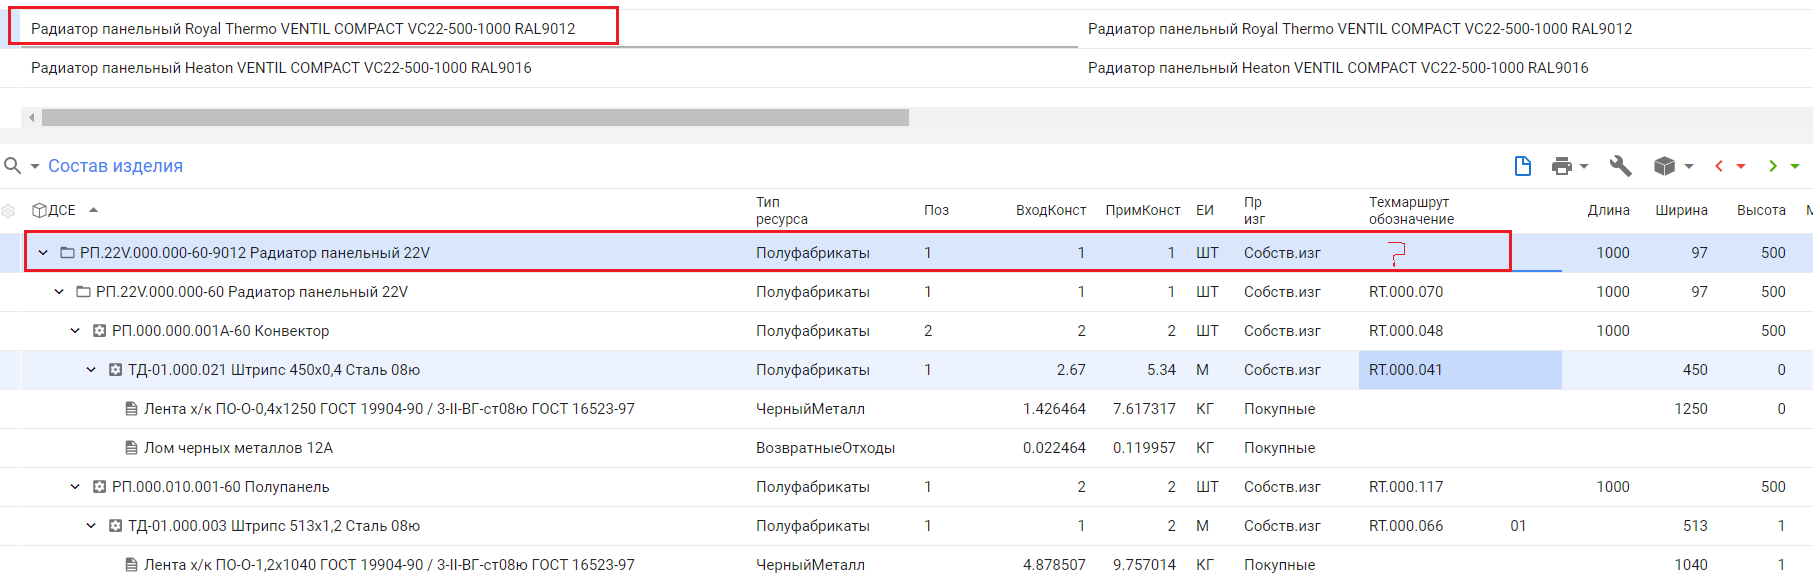 Радиатор панельный Royal Thermo VENTIL COMPACT VC22-500-1000 RAL9012 Радиатор панельный Royal Thermo VENTIL COMPACT VC22-500-1000 RAL9012
Радиатор панельный Heaton VENTIL COMPACT VC22-500-1000 RAL9016 Радиатор панельный Heaton VENTIL COMPACT VC22-500-1000 RAL9016
Состав изделия
ДСЕ Тип ресурса Поз ВходКонст ПримКонст ЕИ Пр изг Техмаршрут обозначение Длина Ширина Высота М
РП.22V.000.000-60-9012 Радиатор панельный 22V Полуфабрикаты 1 1 1 ШТ Собств.изг ? 1000 97 500
РП.22V.000.000-60 Радиатор панельный 22V Полуфабрикаты 1 1 1 ШТ Собств.изг RT.000.070 1000 97 500
РП.000.000.001А-60 Конвектор Полуфабрикаты 2 2 2 ШТ Собств.изг RT.000.048 1000 500
ТД-01.000.021 Штрипс 450х0,4 Сталь 08ю Полуфабрикаты 1 2.67 5.34 М Собств.изг RT.000.041 450 0
Лента х/к ПО-О-0,4х1250 ГОСТ 19904-90 / 3-II-ВГ-ст08ю ГОСТ 16523-97 ЧерныйМеталл 1.426464 7.617317 КГ Покупные 1250 0
Лом черных металлов 12А ВозвратныеОтходы 0.022464 0.119957 КГ Покупные
РП.000.010.001-60 Полупанель Полуфабрикаты 1 2 2 ШТ Собств.изг RT.000.117 1000 500
ТД-01.000.003 Штрипс 513х1,2 Сталь 08ю Полуфабрикаты 1 1 2 М Собств.изг RT.000.066 01 513 1
Лента х/к ПО-О-1,2х1040 ГОСТ 19904-90 / 3-II-ВГ-ст08ю ГОСТ 16523-97 ЧерныйМеталл 4.878507 9.757014 КГ Покупные 1040 1